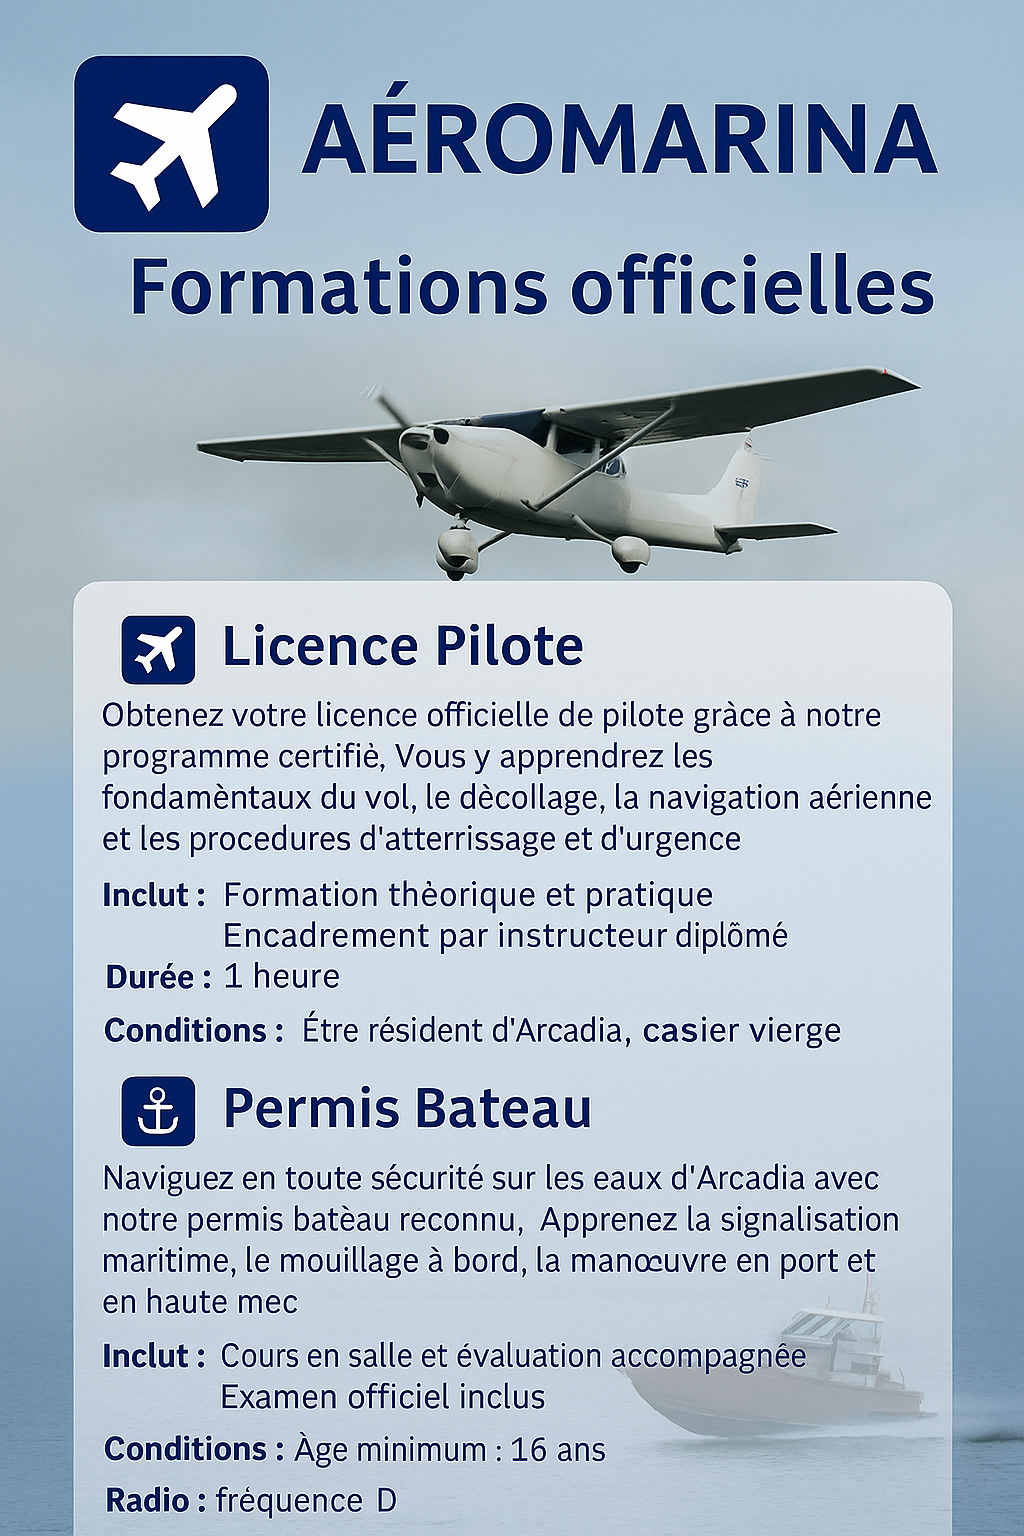 AÉROMARINA
Formations officielles
Licence Pilote
Obtenez votre licence officielle de pilote gràce à notre
programme certifiè, Vous y apprendrez les
fondamèntaux du vol, le dècollage, la navigation aérienne
et les procedures d'atterrissage et d'urgence
Inclut : Formation thèorique et pratique
Encadrement par instructeur diplõmé
Durée : 1 heure
Conditions : Étre résident d'Arcadia, casier vierge
Permis Bateau
Naviguez en toute sécurité sur les eaux d'Arcadia avec
notre permis batèau reconnu, Apprenez la signalisation
maritime, le mouillage à bord, la manœuvre en port et
en haute mec
Inclut : Cours en salle et évaluation accompagnêe
Examen officiel inclus
Conditions : Àge minimum : 16 ans
Radio : fréquence D